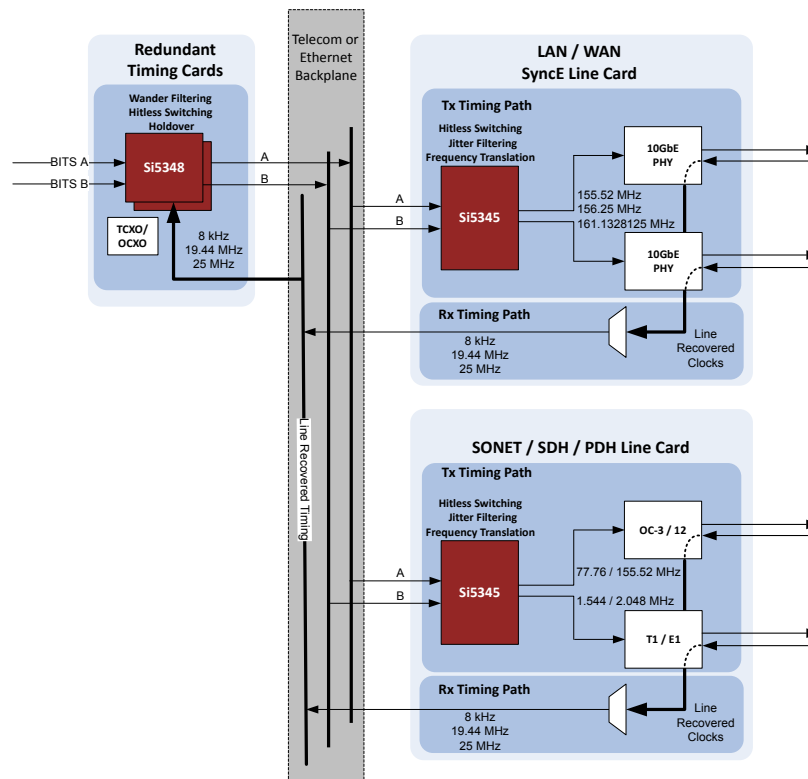 Redundant
Timing Cards
Wander Filtering
Hitless Switching
Holdover
Si5348
BITS A
BITS B
A
B
TCXO/
OCXO
8 kHz
19.44 MHz
25 MHz
Telecom or
Ethernet
Backplane
Line Recovered Timing
LAN / WAN
SyncE Line Card
Tx Timing Path
Hitless Switching
Jitter Filtering
Frequency Translation
A
B
Si5345
155.52 MHz
156.25 MHz
161.1328125 MHz
10GbE
PHY
10GbE
PHY
Rx Timing Path
8 kHz
19.44 MHz
25 MHz
Line
Recovered
Clocks
SONET / SDH / PDH Line Card
Tx Timing Path
Hitless Switching
Jitter Filtering
Frequency Translation
A
B
Si5345
77.76 / 155.52 MHz
1.544 / 2.048 MHz
OC-3 / 12
T1 / E1
Rx Timing Path
8 kHz
19.44 MHz
25 MHz
Line
Recovered
Clocks